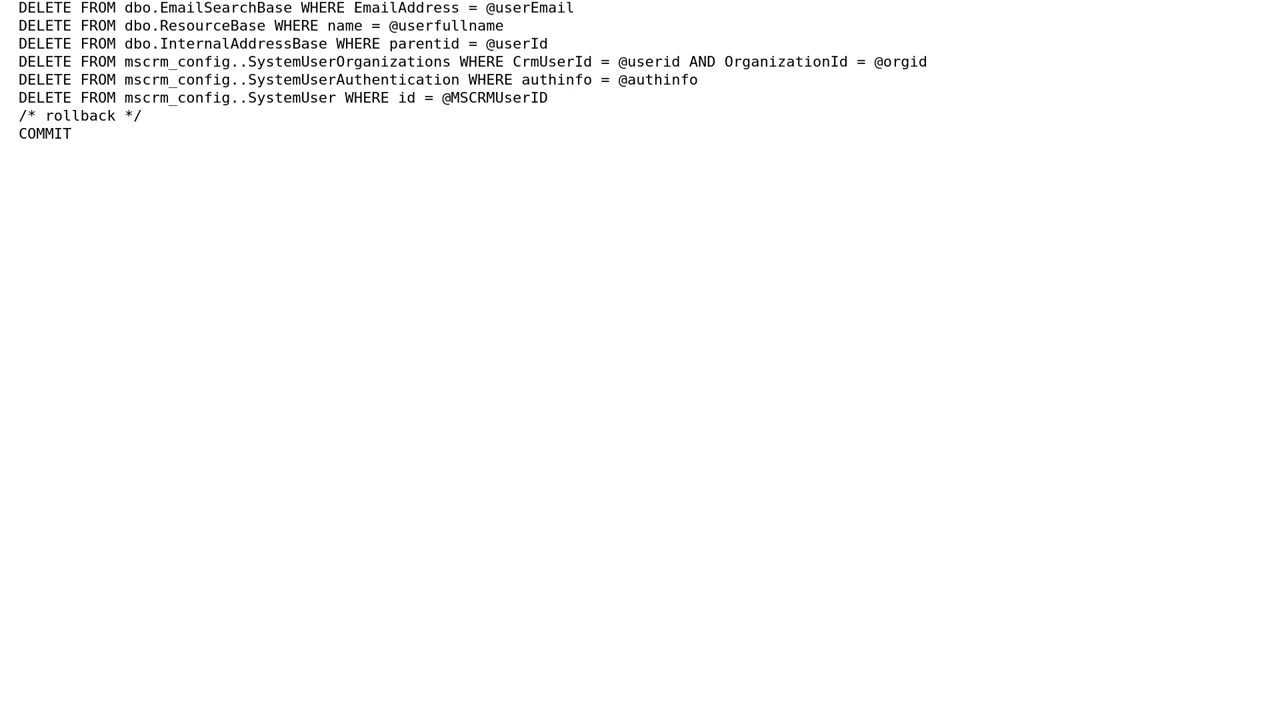 DELETE FROM dbo.EmailSearchBase WHERE EmailAddress = @userEmail
DELETE FROM dbo.ResourceBase WHERE name = @userfullname
DELETE FROM dbo.InternalAddressBase WHERE parentid = @userId
DELETE FROM mscrm_config..SystemUserOrganizations WHERE CrmUserId = @userid AND OrganizationId = @orgid
DELETE FROM mscrm_config..SystemUserAuthentication WHERE authinfo = @authinfo
DELETE FROM mscrm_config..SystemUser WHERE id = @MSCRMUserID
/* rollback */
COMMIT